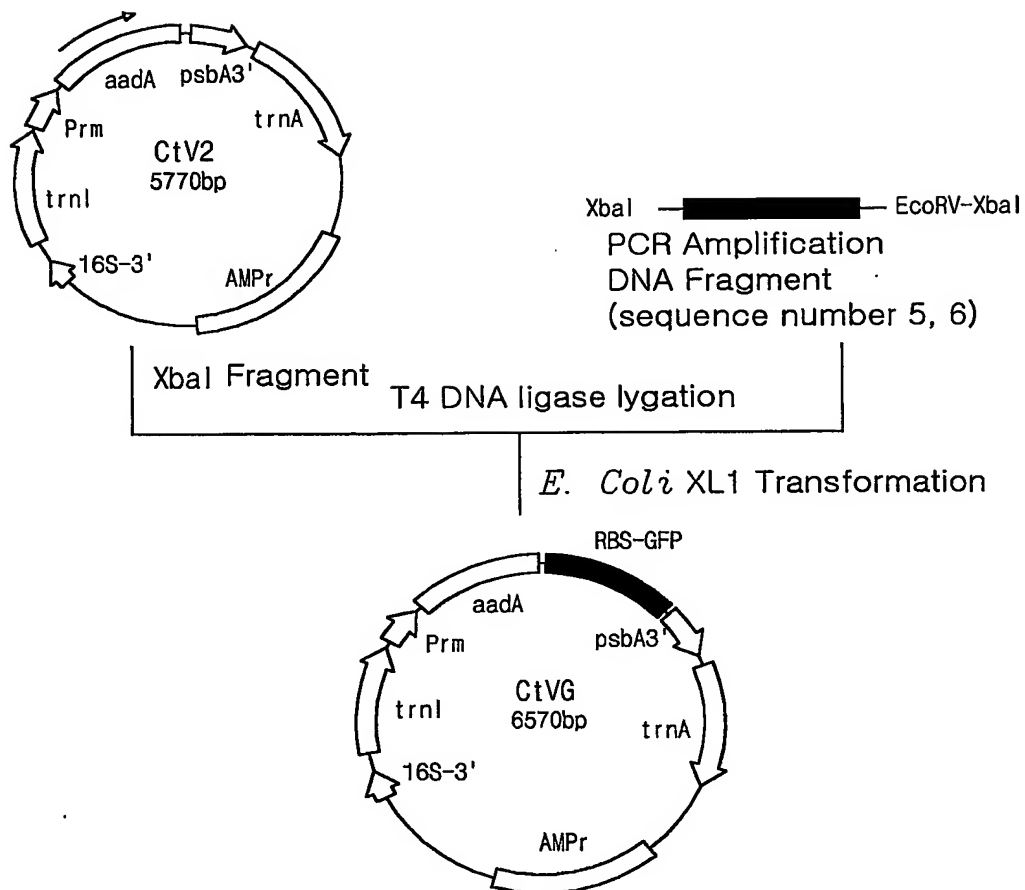 aadA
psbA3'
Prm
trnA
CtV2
5770bp
trnI
16S-3'
AMPr
XbaI
EcoRV-XbaI
PCR Amplification
DNA Fragment
(sequence number 5, 6)
XbaI Fragment
T4 DNA ligase lygation
E. Coli XL1 Transformation
RBS-GFP
aadA
psbA3'
Prm
CtVG
6570bp
trnI
trnA
16S-3'
AMPr